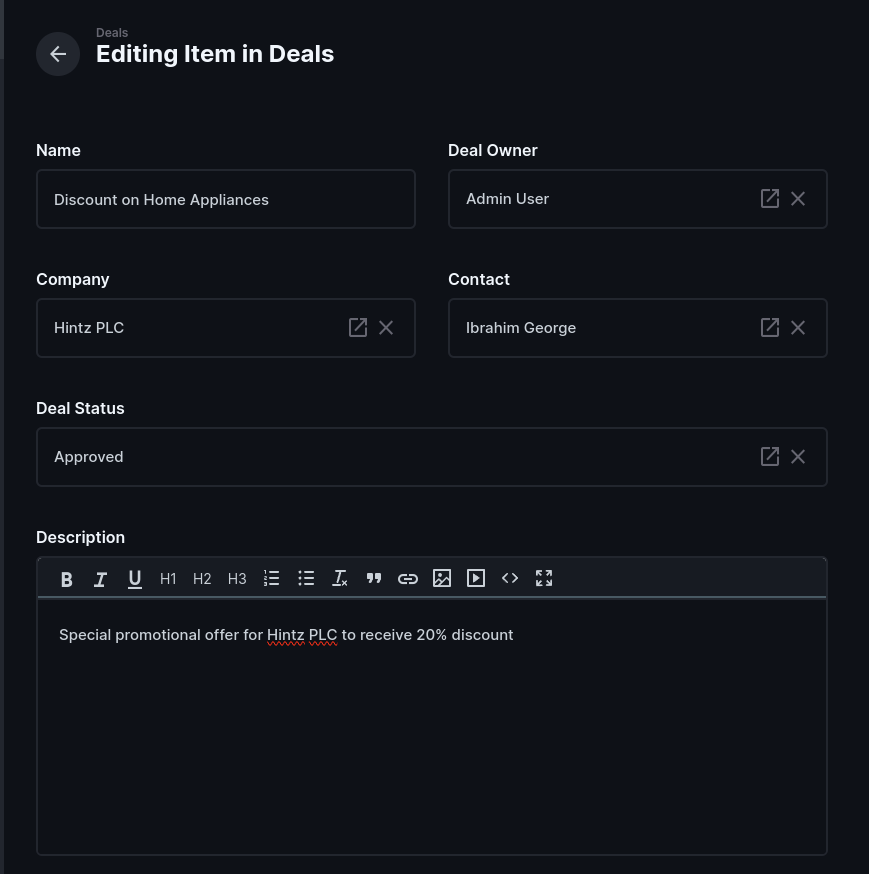 Deals
Editing Item in Deals
Name
Deal Owner
Discount on Home Appliances
Admin User
Company
Contact
Hintz PLC
Ibrahim George
Deal Status
Approved
Description
B I U H1 H2 H3
Special promotional offer for Hintz PLC to receive 20% discount